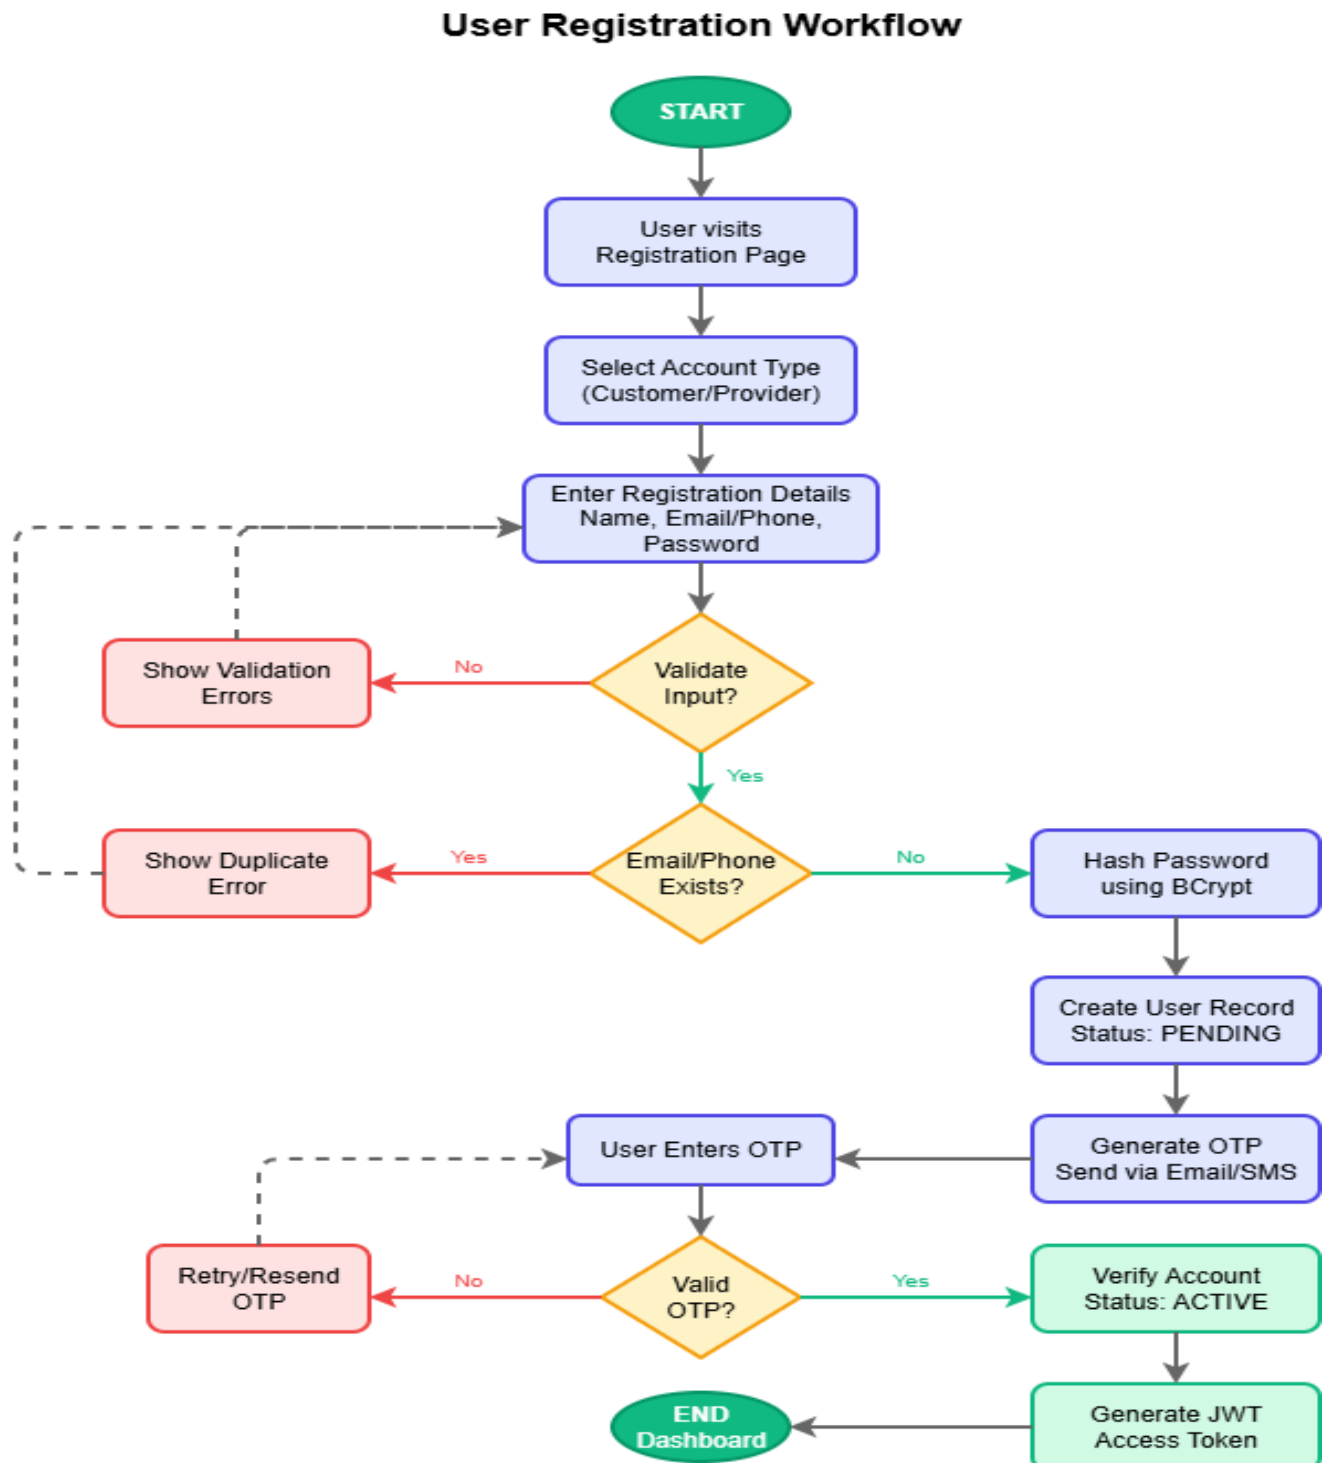 User Registration Workflow
START
User visits
Registration Page
Select Account Type
(Customer/Provider)
Enter Registration Details
Name, Email/Phone,
Password
Validate
Input?
No
Show Validation
Errors
Yes
Email/Phone
Exists?
Yes
Show Duplicate
Error
No
Hash Password
using BCrypt
Create User Record
Status: PENDING
Generate OTP
Send via Email/SMS
User Enters OTP
Valid
OTP?
No
Retry/Resend
OTP
Yes
Verify Account
Status: ACTIVE
Generate JWT
Access Token
END
Dashboard